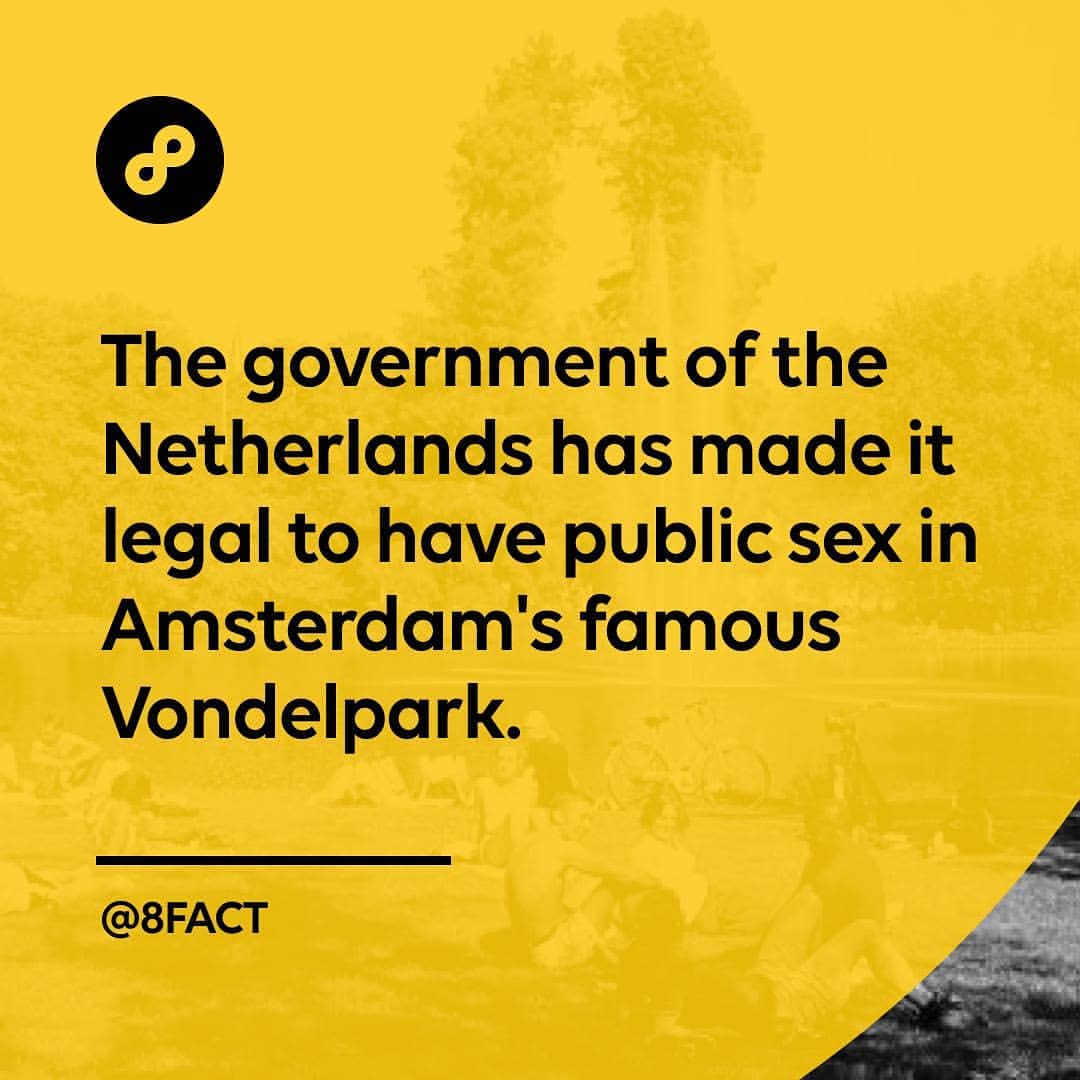 The government of the
Netherlands has made it
legal to have public sex in
Amsterdam's famous
Vondelpark.
@8FACT